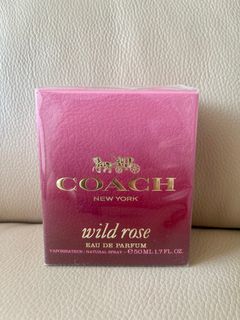 COACH
NEW YORK
wild rose
EAU DE PARFUM
VAPORISATEUR · NATURAL SPRAY · ℮ 50 ML 1.7 FL. OZ.